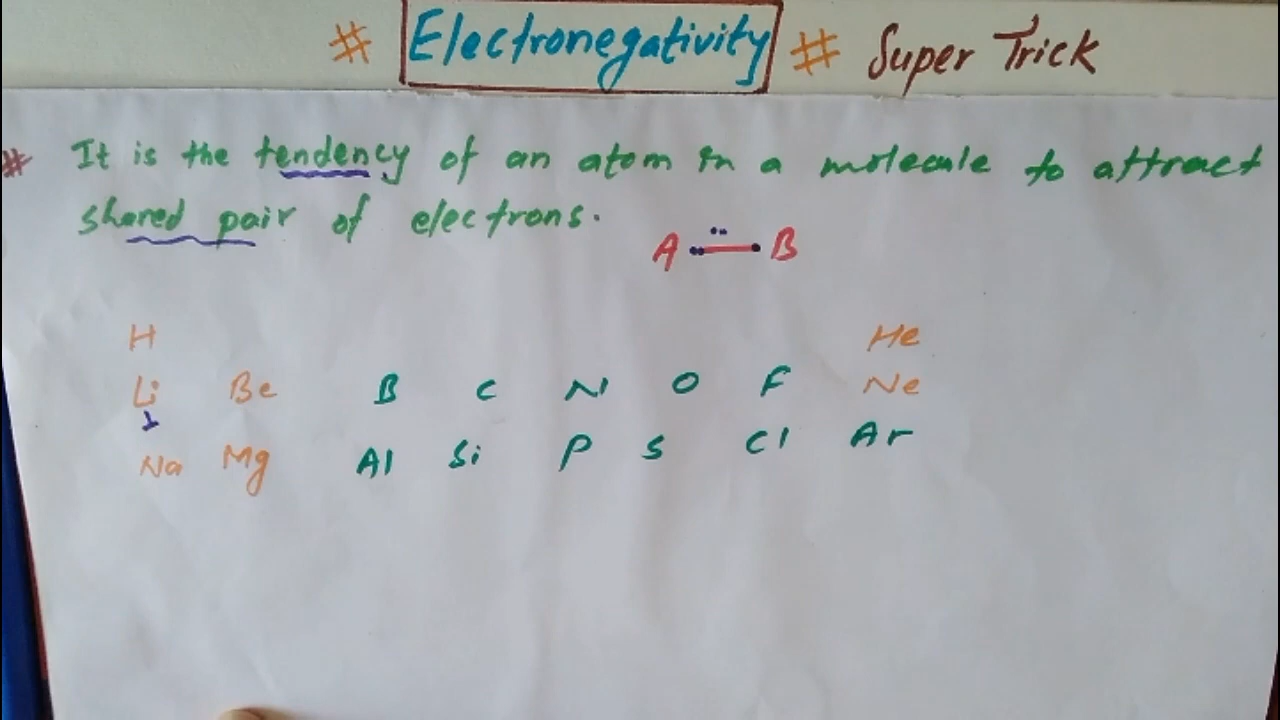 # Electronegativity # Super Trick
# It is the tendency of an atom in a molecule to attract
shared pair of electrons.
A B
H He
Li Be B C N O F Ne
1
Na Mg Al Si P S Cl Ar